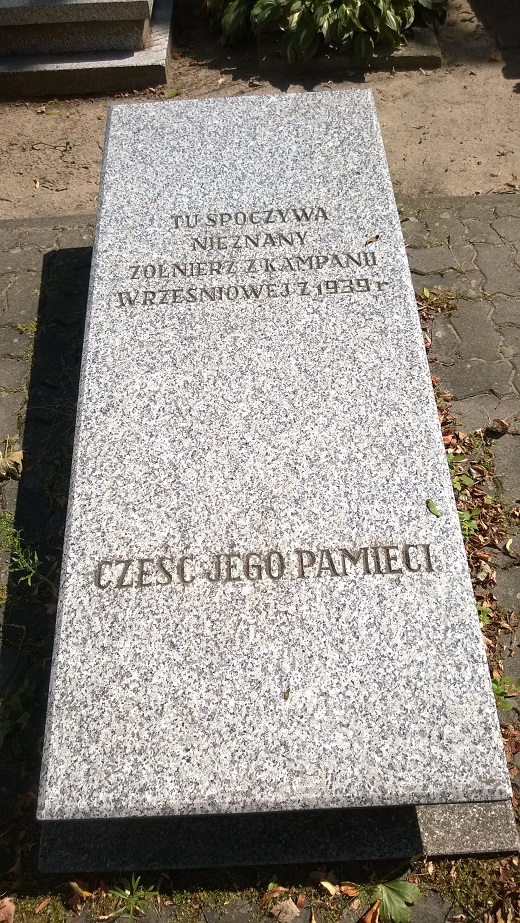 TU SPOCZYWA
NIEZNANY
ŻOŁNIERZ Z KAMPANII
WRZEŚNIOWEJ Z 1939 r
CZEŚĆ JEGO PAMIĘCI